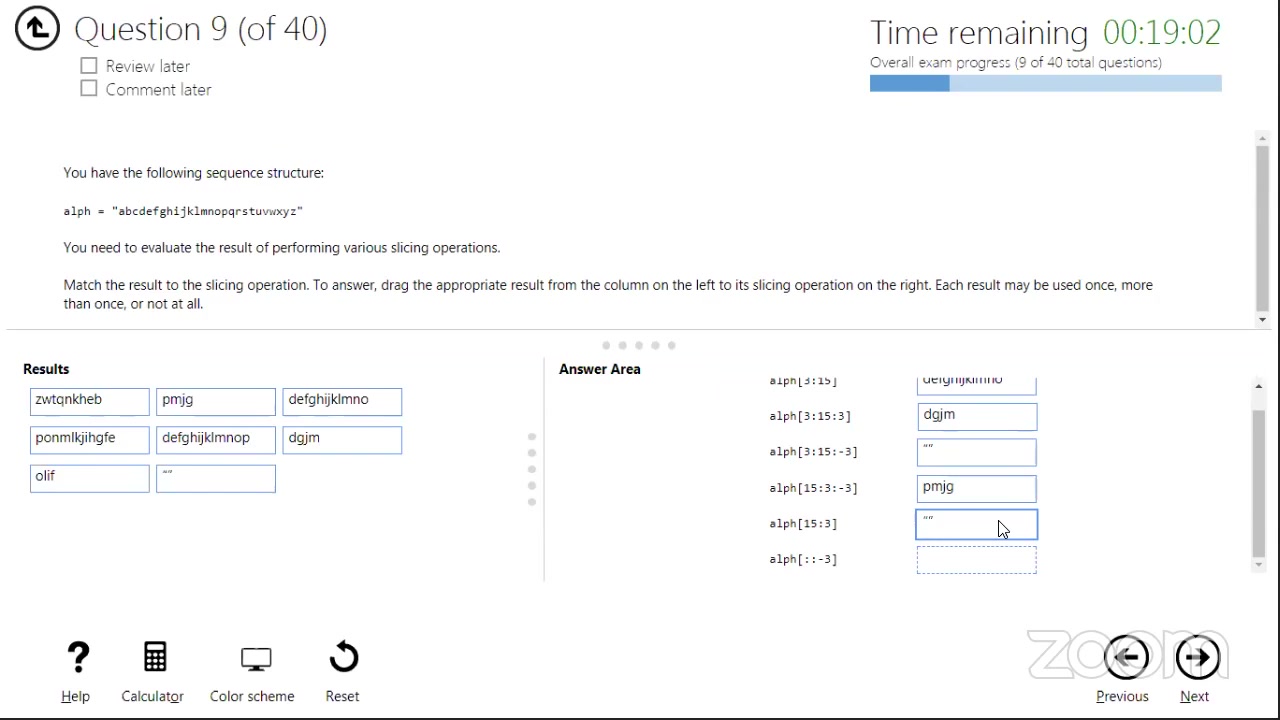 Question 9 (of 40)
Review later
Comment later
Time remaining 00:19:02
Overall exam progress (9 of 40 total questions)
You have the following sequence structure:
alph = "abcdefghijklmnopqrstuvwxyz"
You need to evaluate the result of performing various slicing operations.
Match the result to the slicing operation. To answer, drag the appropriate result from the column on the left to its slicing operation on the right. Each result may be used once, more
than once, or not at all.
Results
zwtqnkheb pmjg defghijklmno
ponmlkjihgfe defghijklmnop dgjm
olif “”
Answer Area
alph[3:15] defghijklmno
alph[3:15:3] dgjm
alph[3:15:-3] “”
alph[15:3:-3] pmjg
alph[15:3] “”
alph[::-3]
zoom
Help Calculator Color scheme Reset Previous Next